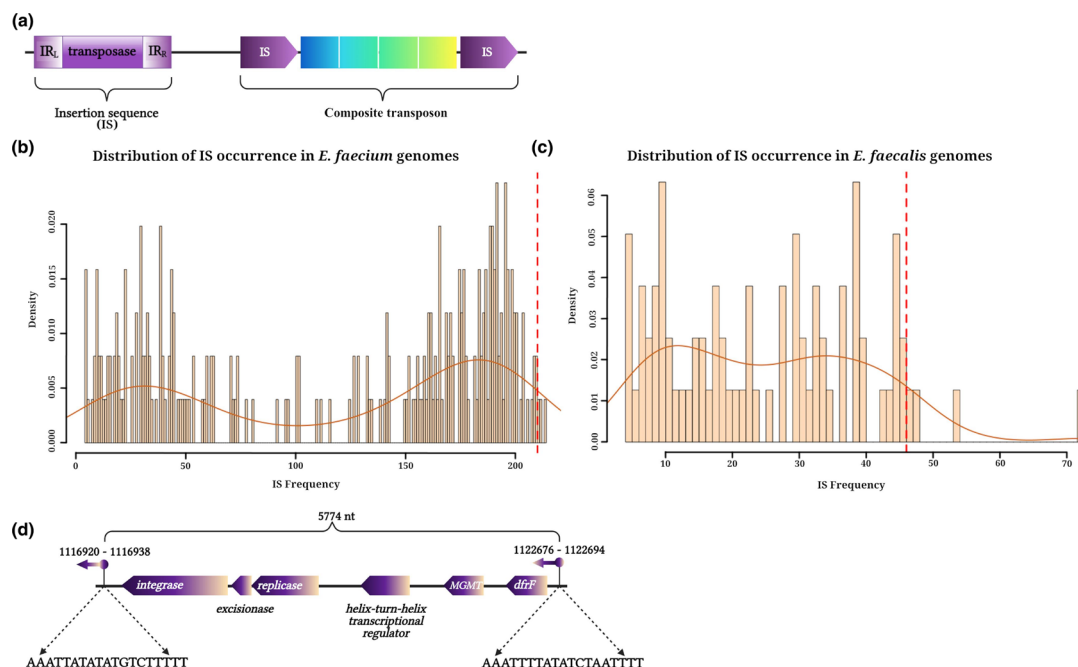 (a)
IRL transposase IRR IS IS
Insertion sequence
(IS)
Composite transposon
(b)
Distribution of IS occurrence in E. faecium genomes
Density
0.000 0.005 0.010 0.015 0.020
0 50 100 150 200
IS Frequency
(c)
Distribution of IS occurrence in E. faecalis genomes
Density
0.00 0.01 0.02 0.03 0.04 0.05 0.06
10 20 30 40 50 60 70
IS Frequency
(d)
5774 nt
1116920 - 1116938
1122676 - 1122694
integrase replicase MGMT dfrF
excisionase
helix-turn-helix
transcriptional
regulator
AAATTATATATGTCTTTTT
AAATTTTATATCTAATTTT